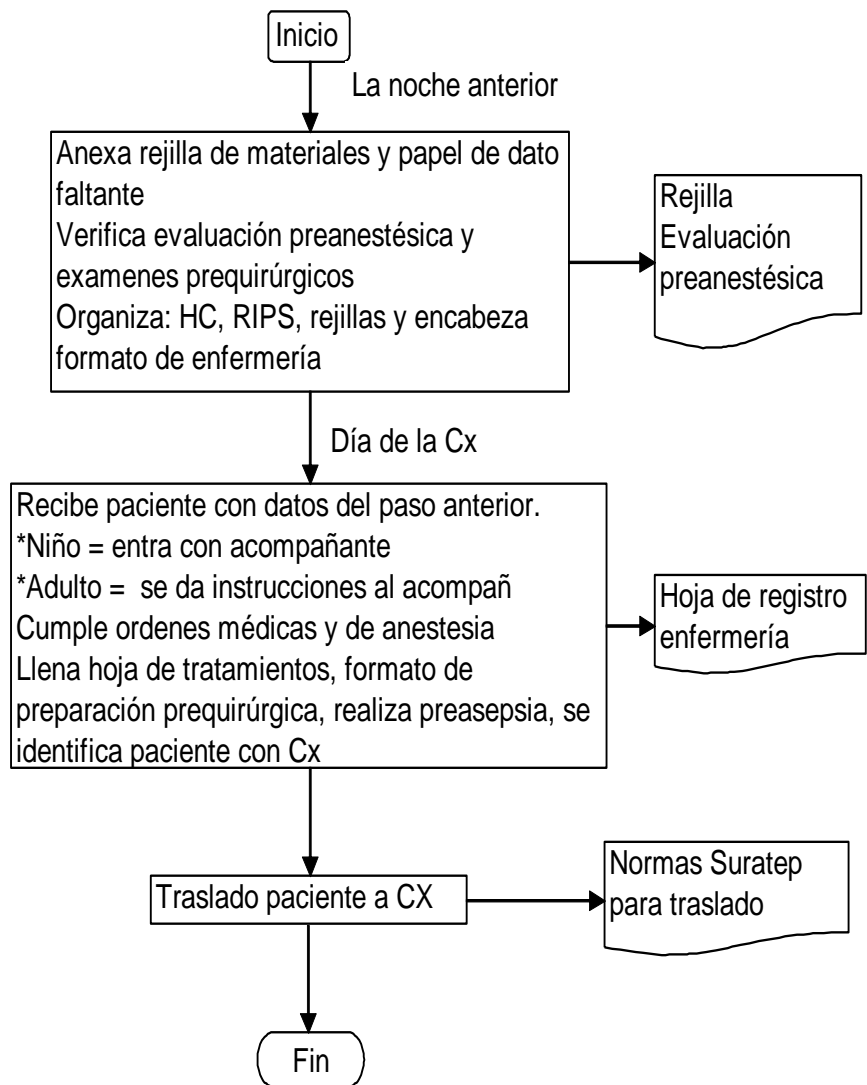 Inicio
La noche anterior
Anexa rejilla de materiales y papel de dato
faltante
Verifica evaluación preanestésica y
examenes prequirúrgicos
Organiza: HC, RIPS, rejillas y encabeza
formato de enfermería
Rejilla
Evaluación
preanestésica
Día de la Cx
Recibe paciente con datos del paso anterior.
*Niño = entra con acompañante
*Adulto = se da instrucciones al acompañ
Cumple ordenes médicas y de anestesia
Llena hoja de tratamientos, formato de
preparación prequirúrgica, realiza preasepsia, se
identifica paciente con Cx
Hoja de registro
enfermería
Traslado paciente a CX
Normas Suratep
para traslado
Fin